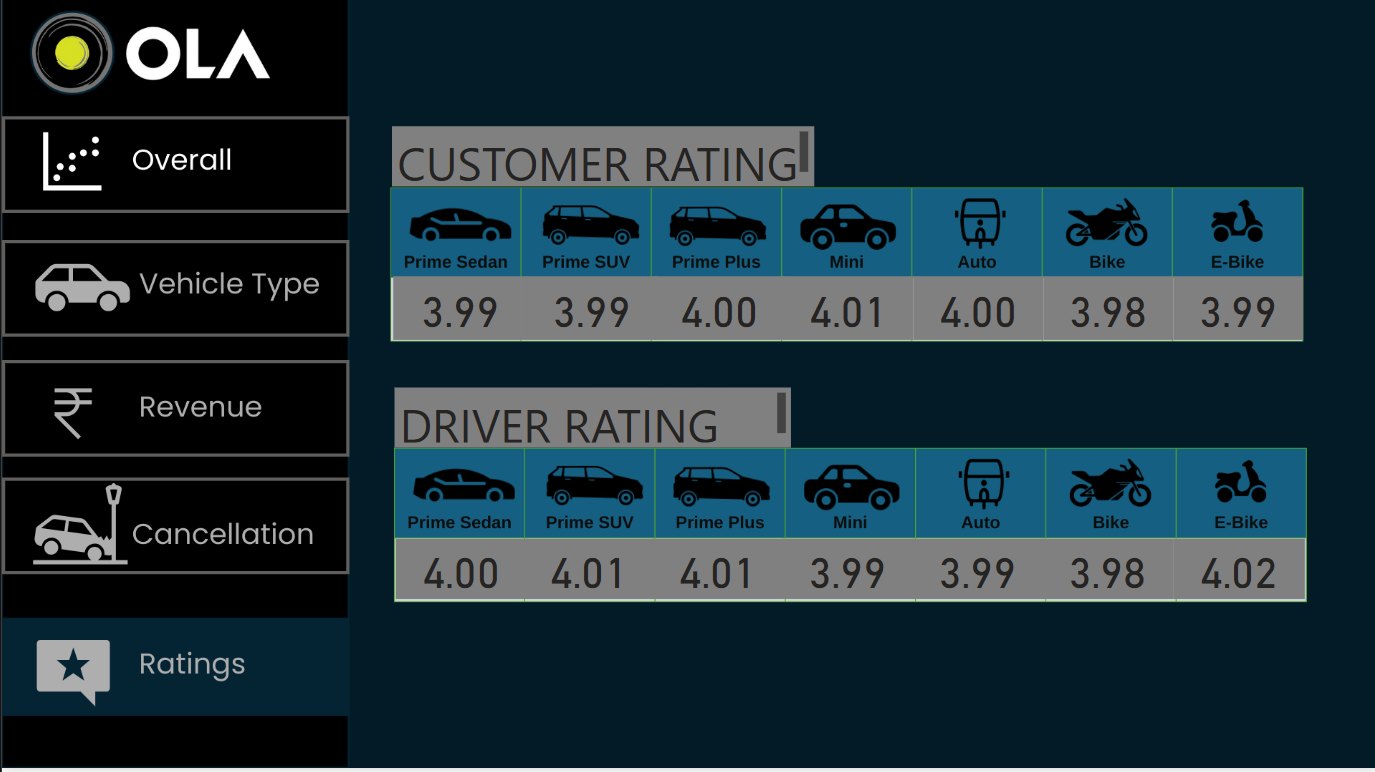 OLA
Overall
Vehicle Type
₹ Revenue
Cancellation
Ratings
CUSTOMER RATING
Prime Sedan Prime SUV Prime Plus Mini Auto Bike E-Bike
3.99 3.99 4.00 4.01 4.00 3.98 3.99
DRIVER RATING
Prime Sedan Prime SUV Prime Plus Mini Auto Bike E-Bike
4.00 4.01 4.01 3.99 3.99 3.98 4.02